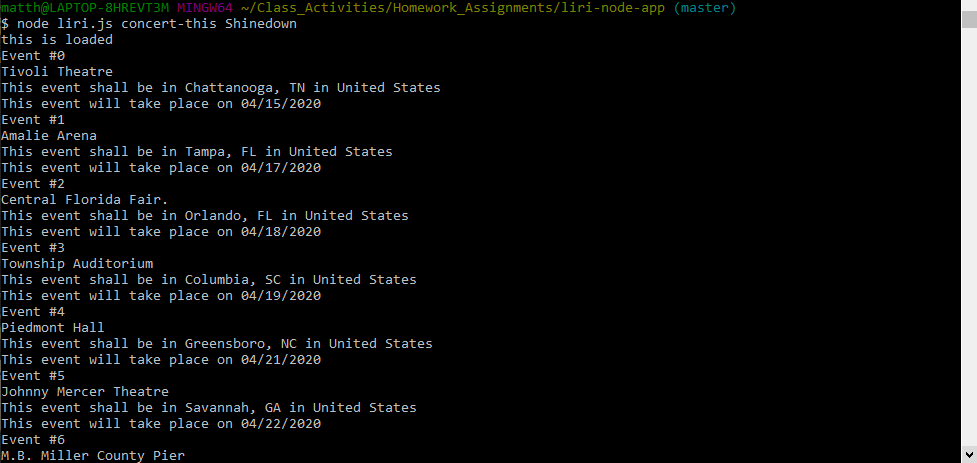 matth@LAPTOP-8HREVT3M MINGW64 ~/Class_Activities/Homework_Assignments/liri-node-app (master)
$ node liri.js concert-this Shinedown
this is loaded
Event #0
Tivoli Theatre
This event shall be in Chattanooga, TN in United States
This event will take place on 04/15/2020
Event #1
Amalie Arena
This event shall be in Tampa, FL in United States
This event will take place on 04/17/2020
Event #2
Central Florida Fair.
This event shall be in Orlando, FL in United States
This event will take place on 04/18/2020
Event #3
Township Auditorium
This event shall be in Columbia, SC in United States
This event will take place on 04/19/2020
Event #4
Piedmont Hall
This event shall be in Greensboro, NC in United States
This event will take place on 04/21/2020
Event #5
Johnny Mercer Theatre
This event shall be in Savannah, GA in United States
This event will take place on 04/22/2020
Event #6
M.B. Miller County Pier